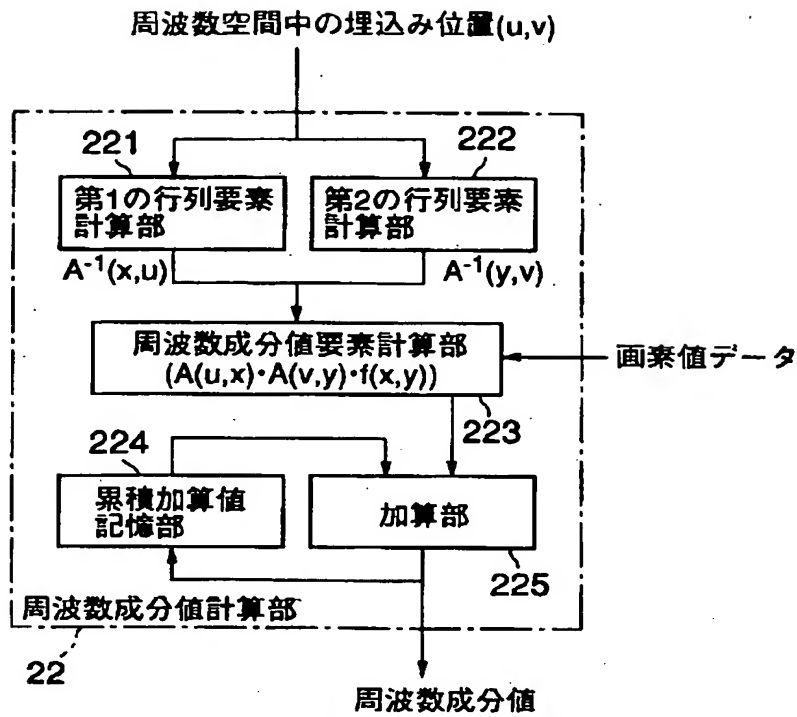 周波数空間中の埋込み位置(u,v)
221
222
第1の行列要素
計算部
第2の行列要素
計算部
A⁻¹(x,u)
A⁻¹(y,v)
周波数成分値要素計算部
(A(u,x)・A(v,y)・f(x,y))
画素値データ
223
224
累積加算値
記憶部
加算部
225
周波数成分値計算部
22
周波数成分値